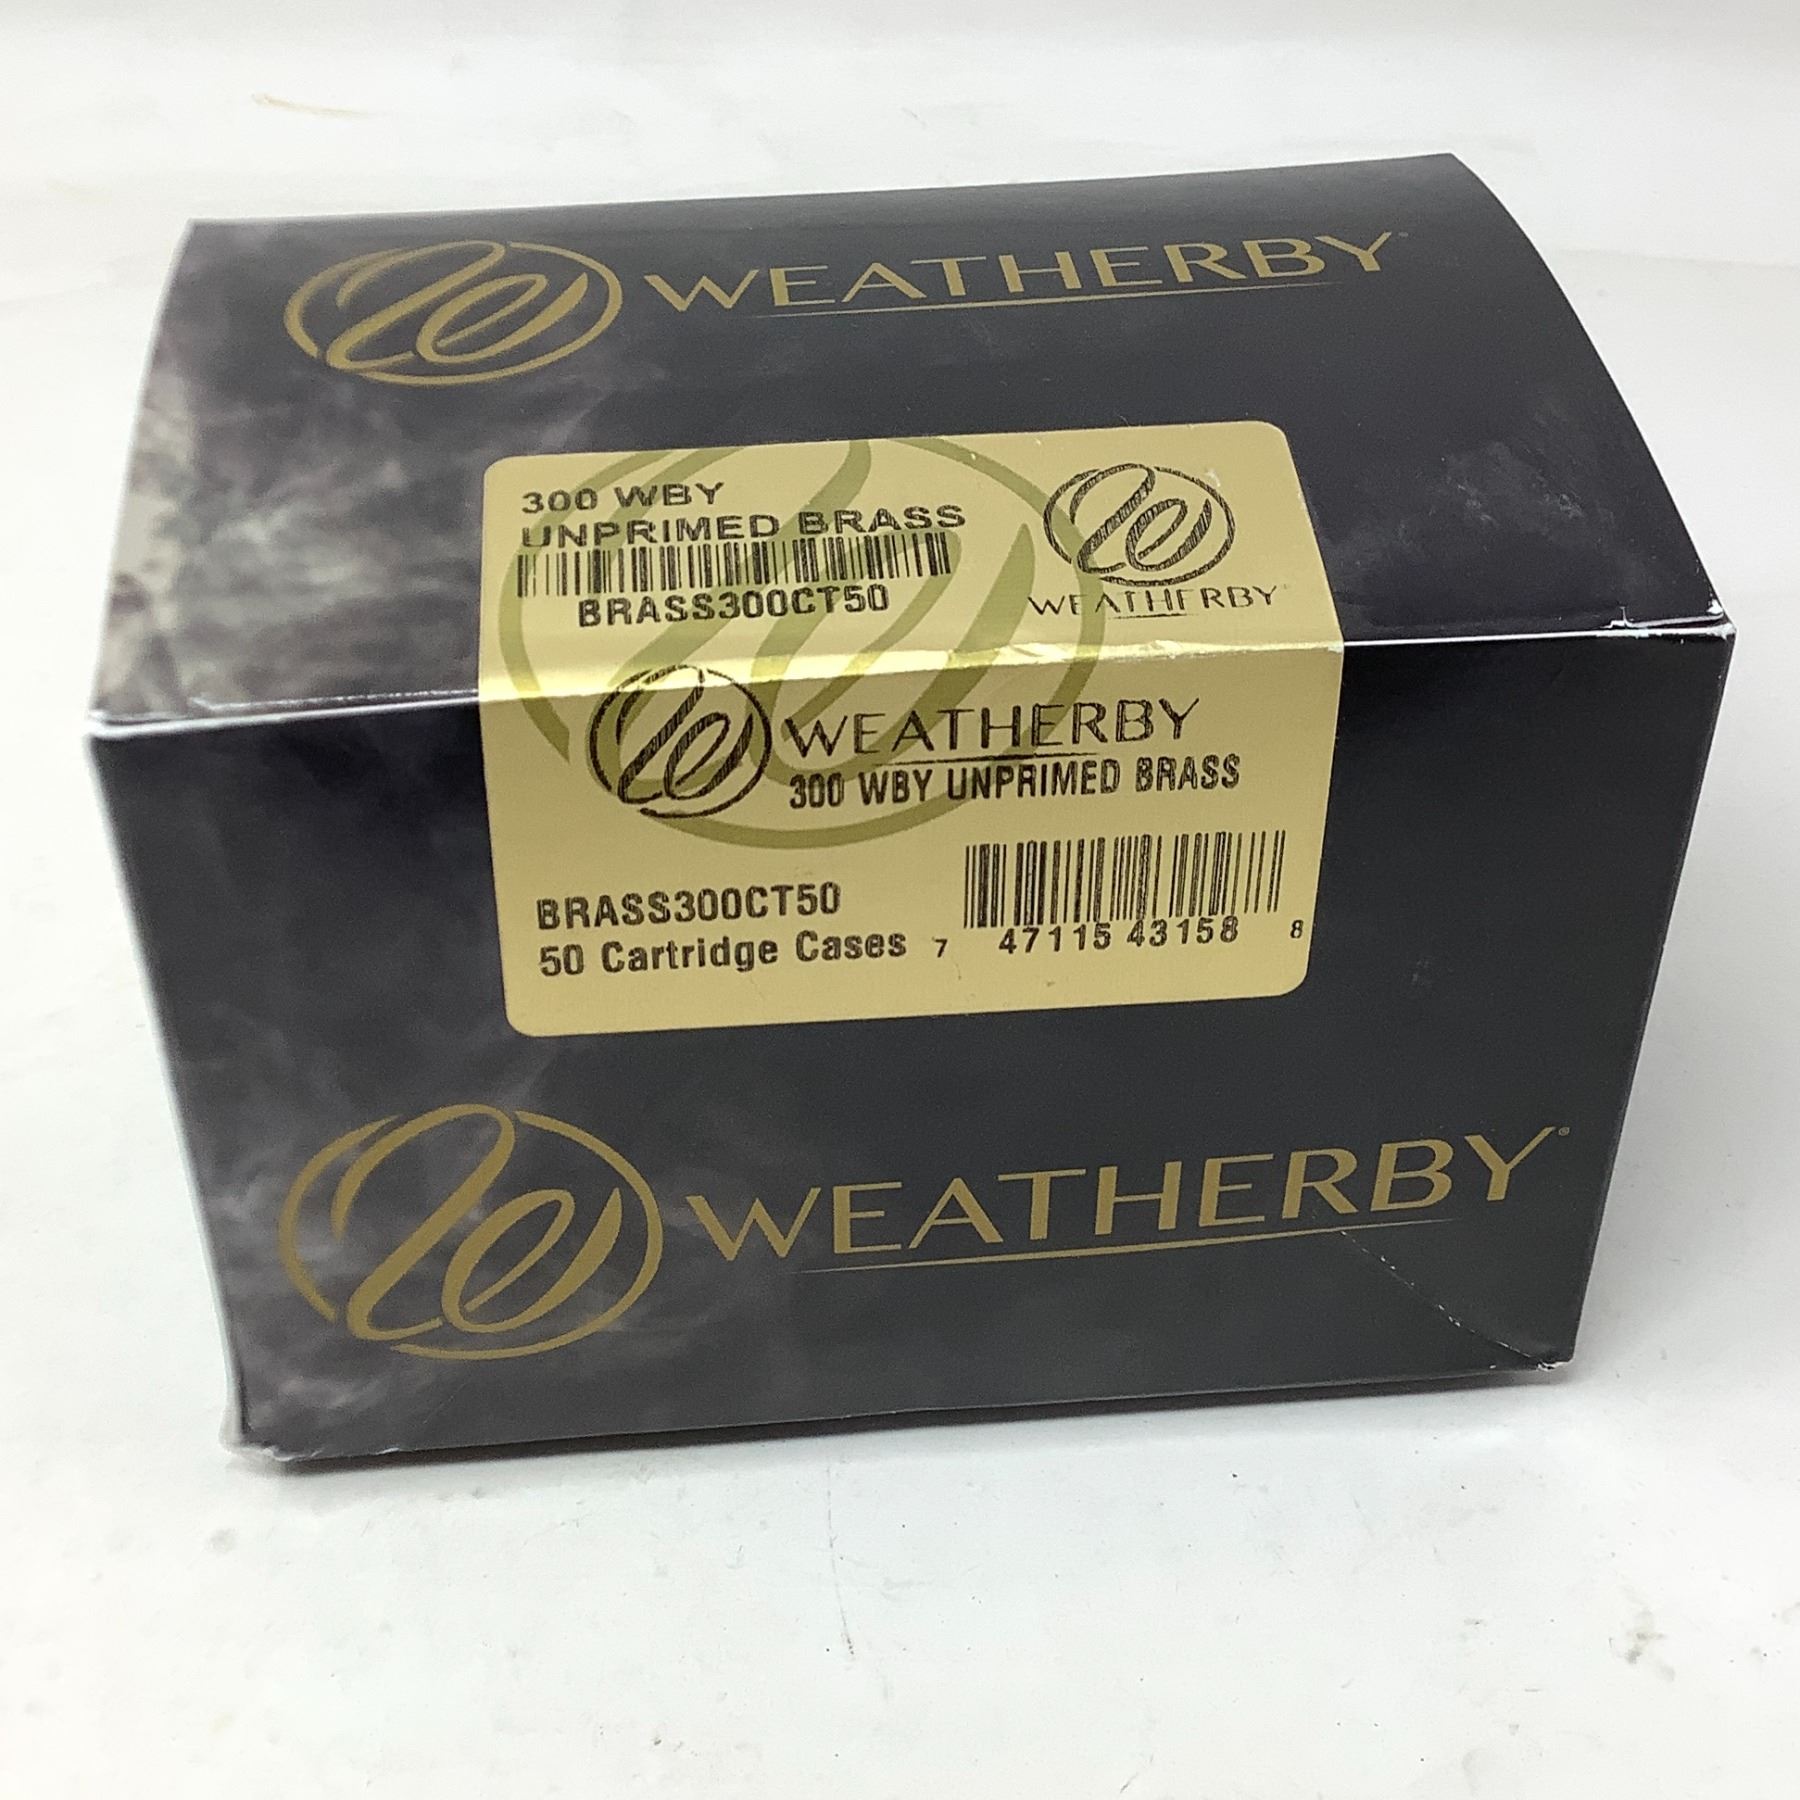 WEATHERBY®
300 WBY
UNPRIMED BRASS
BRASS300CT50
WEATHERBY
WEATHERBY
300 WBY UNPRIMED BRASS
BRASS300CT50
50 Cartridge Cases
7 47115 43158 8
WEATHERBY®